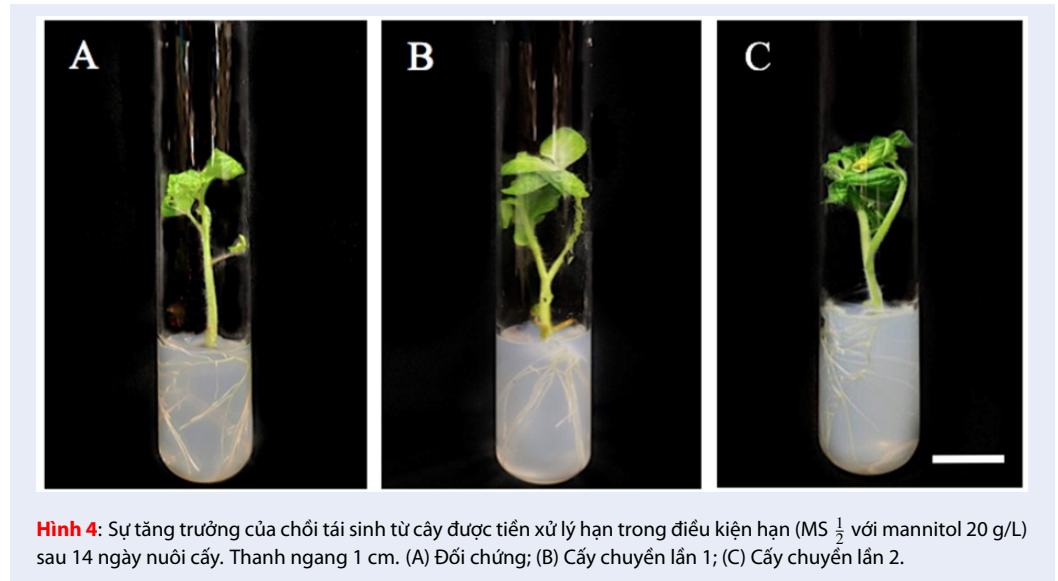 A
B
C
Hình 4: Sự tăng trưởng của chồi tái sinh từ cây được tiền xử lý hạn trong điều kiện hạn (MS 1/2 với mannitol 20 g/L)
sau 14 ngày nuôi cấy. Thanh ngang 1 cm. (A) Đối chứng; (B) Cấy chuyền lần 1; (C) Cấy chuyền lần 2.